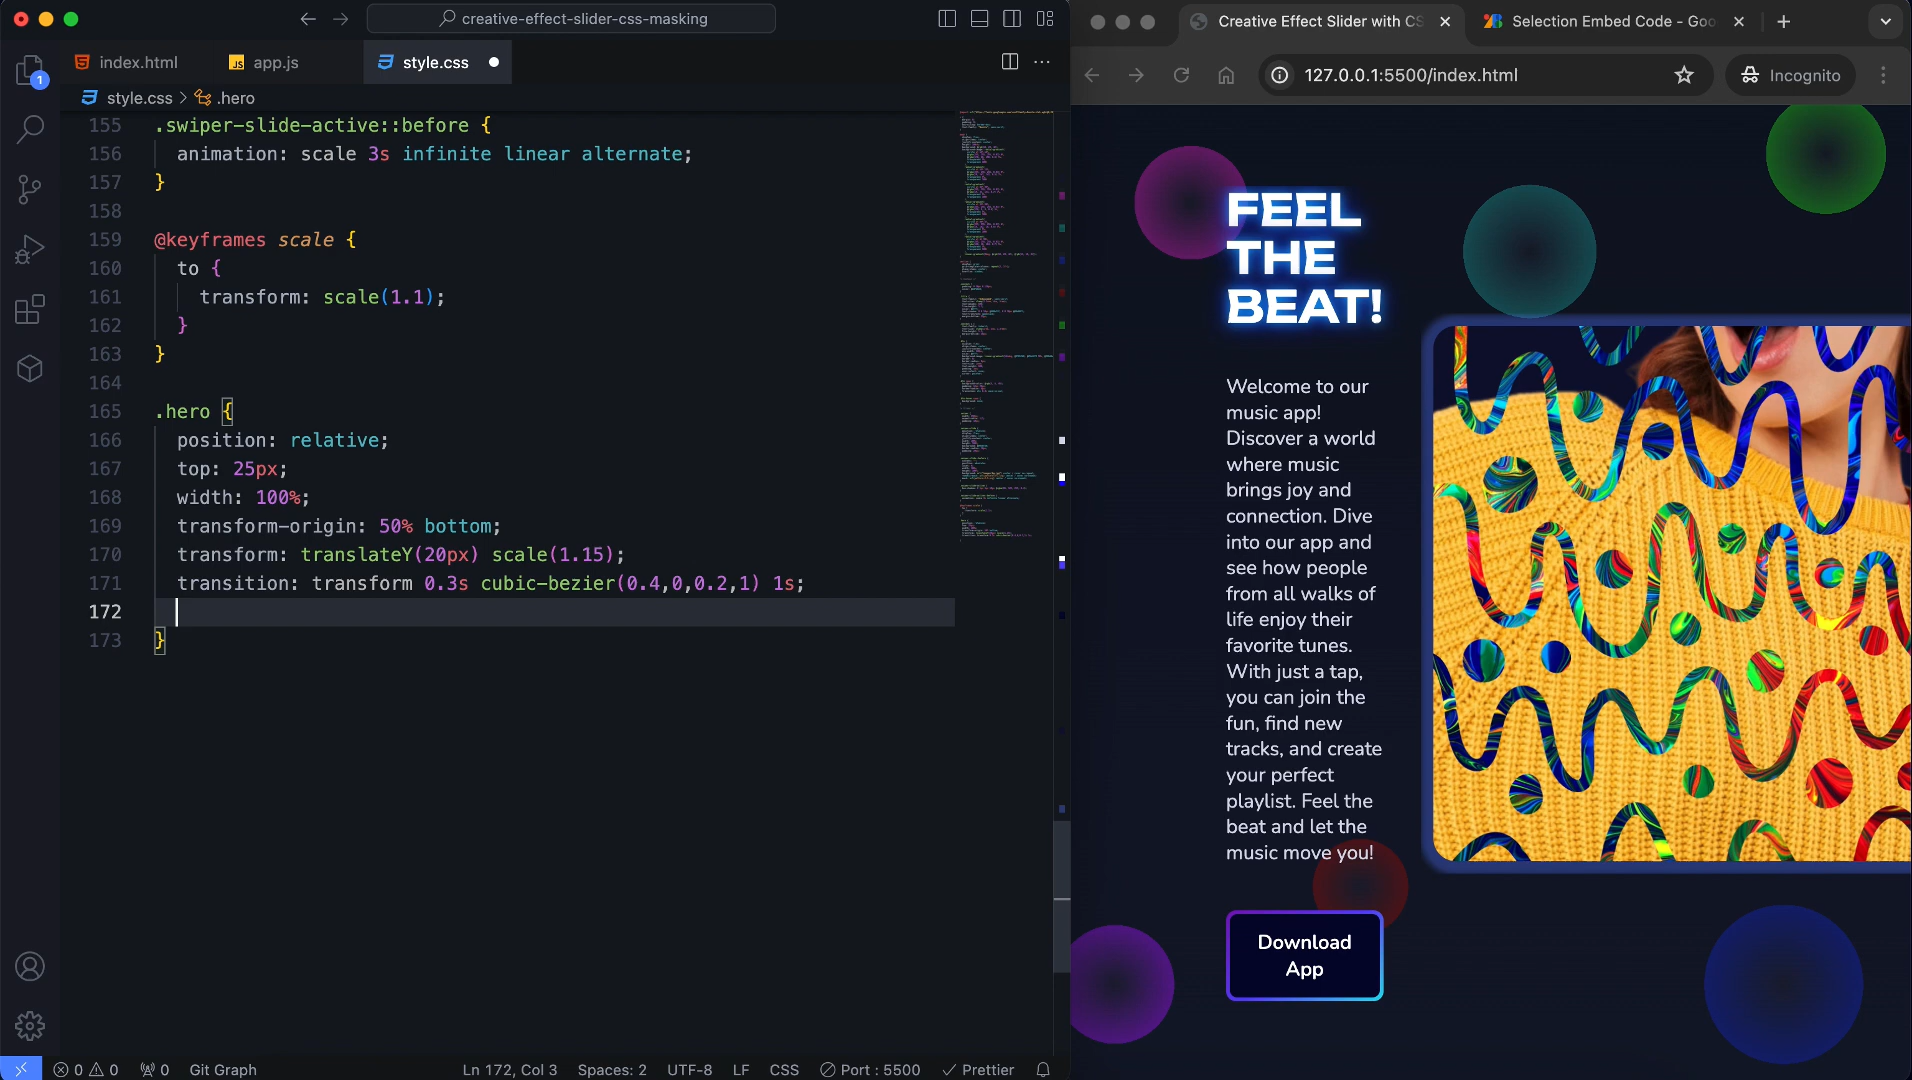 creative-effect-slider-css-masking
index.html
app.js
style.css
1
style.css > .hero
155 .swiper-slide-active::before {
156 animation: scale 3s infinite linear alternate;
157 }
158
159 @keyframes scale {
160 to {
161 transform: scale(1.1);
162 }
163 }
164
165 .hero {
166 position: relative;
167 top: 25px;
168 width: 100%;
169 transform-origin: 50% bottom;
170 transform: translateY(20px) scale(1.15);
171 transition: transform 0.3s cubic-bezier(0.4,0,0.2,1) 1s;
172
173 }
0 0 0 Git Graph Ln 172, Col 3 Spaces: 2 UTF-8 LF CSS Port : 5500 Prettier
Creative Effect Slider with CS
Selection Embed Code - Goo
127.0.0.1:5500/index.html
Incognito
FEEL
THE
BEAT!
Welcome to our
music app!
Discover a world
where music
brings joy and
connection. Dive
into our app and
see how people
from all walks of
life enjoy their
favorite tunes.
With just a tap,
you can join the
fun, find new
tracks, and create
your perfect
playlist. Feel the
beat and let the
music move you!
Download
App